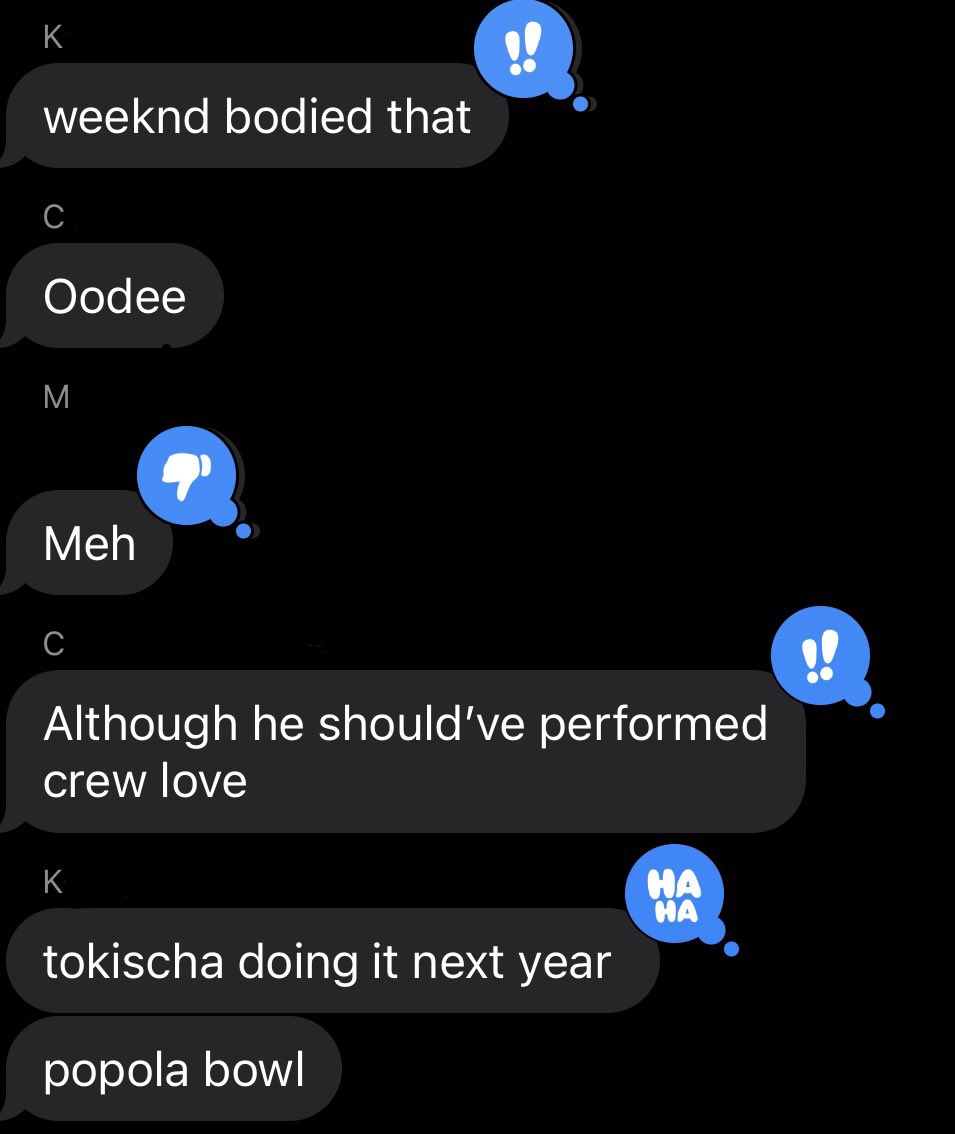 K
‼
weeknd bodied that
C
Oodee
M
Meh
C
‼
Although he should've performed
crew love
K
HA
HA
tokischa doing it next year
popola bowl